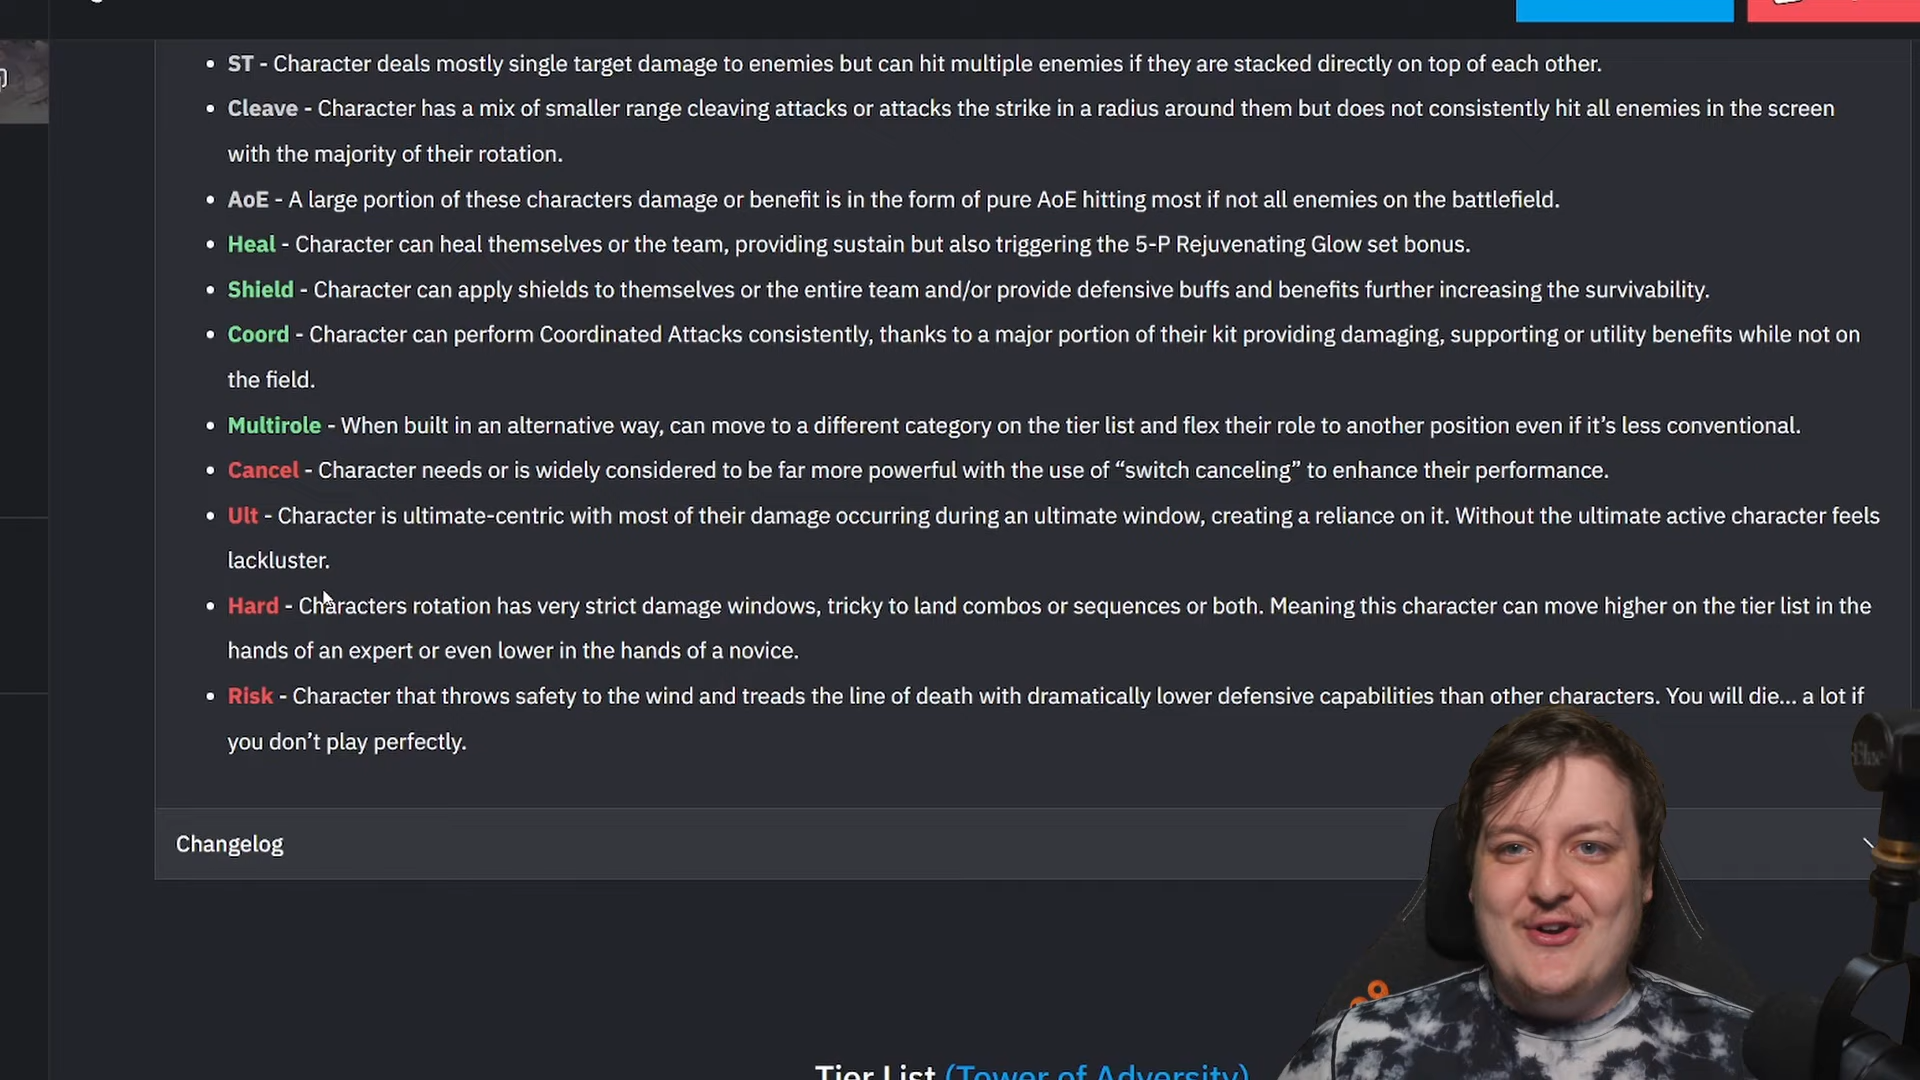 ST - Character deals mostly single target damage to enemies but can hit multiple enemies if they are stacked directly on top of each other.
Cleave - Character has a mix of smaller range cleaving attacks or attacks the strike in a radius around them but does not consistently hit all enemies in the screen
with the majority of their rotation.
AoE - A large portion of these characters damage or benefit is in the form of pure AoE hitting most if not all enemies on the battlefield.
Heal - Character can heal themselves or the team, providing sustain but also triggering the 5-P Rejuvenating Glow set bonus.
Shield - Character can apply shields to themselves or the entire team and/or provide defensive buffs and benefits further increasing the survivability.
Coord - Character can perform Coordinated Attacks consistently, thanks to a major portion of their kit providing damaging, supporting or utility benefits while not on
the field.
Multirole - When built in an alternative way, can move to a different category on the tier list and flex their role to another position even if it’s less conventional.
Cancel - Character needs or is widely considered to be far more powerful with the use of “switch canceling” to enhance their performance.
Ult - Character is ultimate-centric with most of their damage occurring during an ultimate window, creating a reliance on it. Without the ultimate active character feels
lackluster.
Hard - Characters rotation has very strict damage windows, tricky to land combos or sequences or both. Meaning this character can move higher on the tier list in the
hands of an expert or even lower in the hands of a novice.
Risk - Character that throws safety to the wind and treads the line of death with dramatically lower defensive capabilities than other characters. You will die... a lot if
you don’t play perfectly.
Changelog
Tier List (Tower of Adversity)